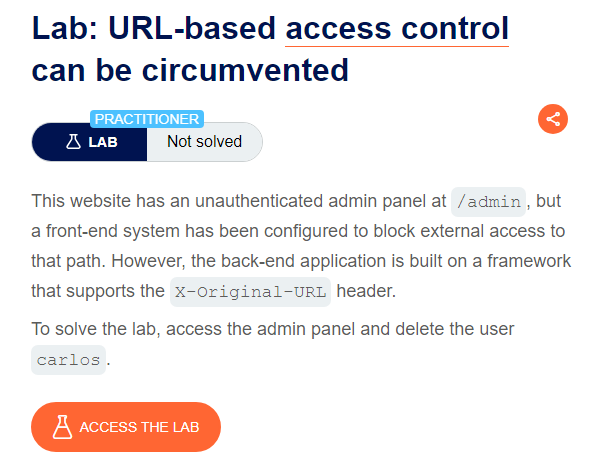 Lab: URL-based access control
can be circumvented
PRACTITIONER
LAB Not solved
This website has an unauthenticated admin panel at /admin, but
a front-end system has been configured to block external access to
that path. However, the back-end application is built on a framework
that supports the X-Original-URL header.
To solve the lab, access the admin panel and delete the user
carlos.
ACCESS THE LAB